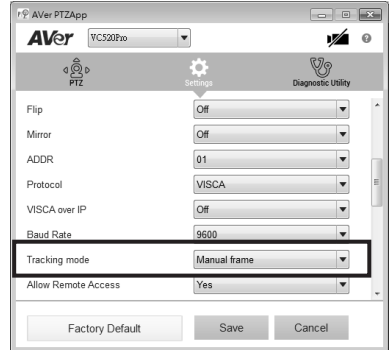 AVer PTZApp
AVer VC520Pro
PTZ Settings Diagnostic Utility
Flip Off
Mirror Off
ADDR 01
Protocol VISCA
VISCA over IP Off
Baud Rate 9600
Tracking mode Manual frame
Allow Remote Access Yes
Factory Default Save Cancel